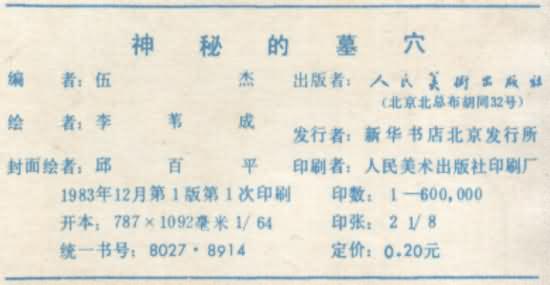 神秘的墓穴
编者：伍杰
出版者：人民美術出版社
（北京北总布胡同32号）
绘者：李苇成
发行者：新华书店北京发行所
封面绘者：邱百平
印刷者：人民美术出版社印刷厂
1983年12月第1版第1次印刷
印数：1—600,000
开本：787×1092毫米1/64
印张：2 1/8
统一书号：8027·8914
定价：0.20元